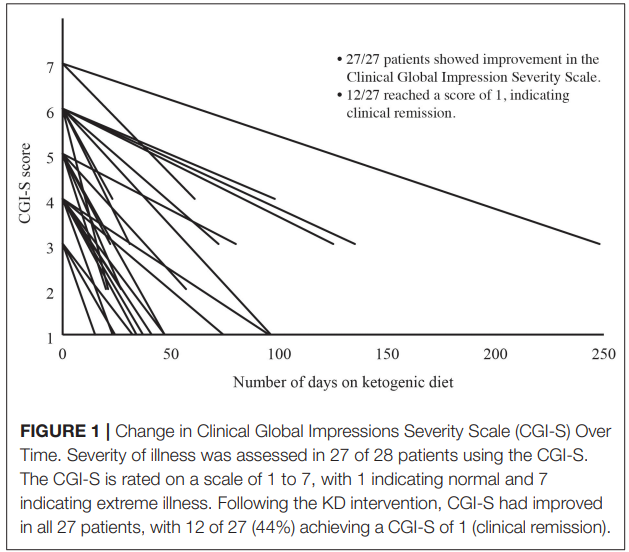 • 27/27 patients showed improvement in the
Clinical Global Impression Severity Scale.
• 12/27 reached a score of 1, indicating
clinical remission.
CGI-S score
7
6
5
4
3
2
1
0
50
100
150
200
250
Number of days on ketogenic diet
FIGURE 1 | Change in Clinical Global Impressions Severity Scale (CGI-S) Over
Time. Severity of illness was assessed in 27 of 28 patients using the CGI-S.
The CGI-S is rated on a scale of 1 to 7, with 1 indicating normal and 7
indicating extreme illness. Following the KD intervention, CGI-S had improved
in all 27 patients, with 12 of 27 (44%) achieving a CGI-S of 1 (clinical remission).